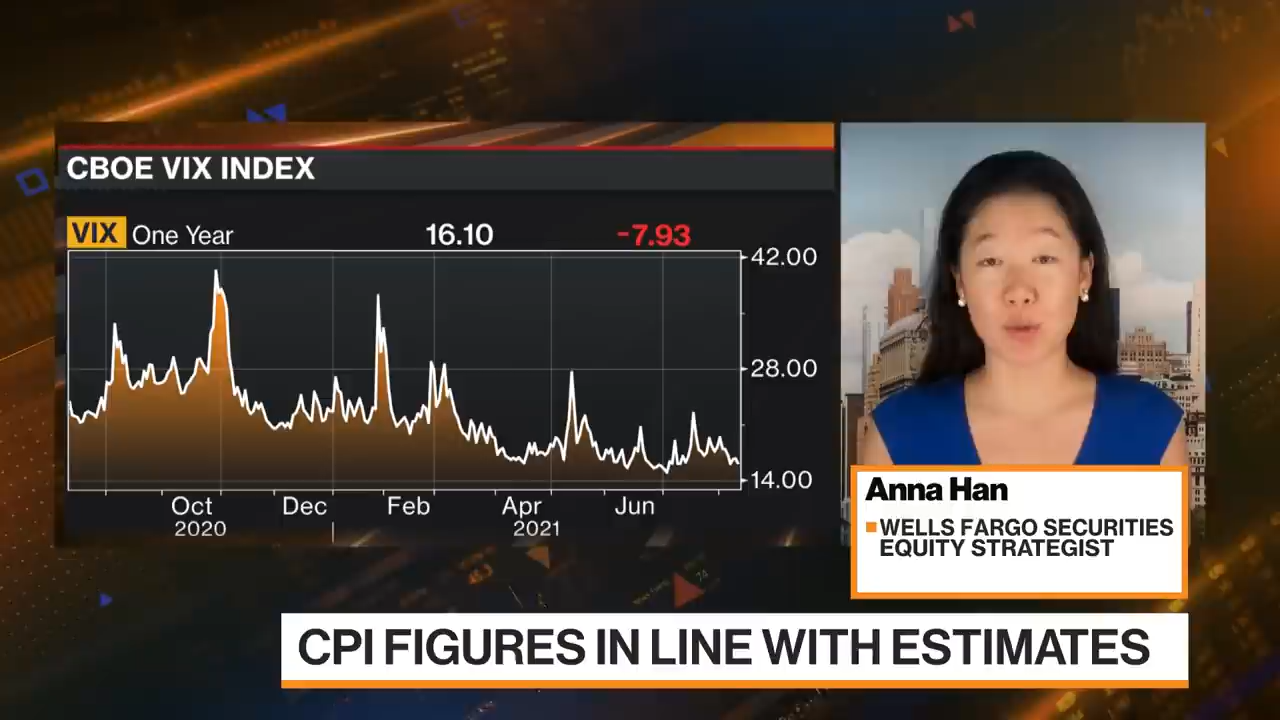 CBOE VIX INDEX
VIX One Year 16.10 -7.93
42.00
28.00
14.00
Oct Dec Feb Apr Jun
2020 2021
Anna Han
WELLS FARGO SECURITIES
EQUITY STRATEGIST
CPI FIGURES IN LINE WITH ESTIMATES